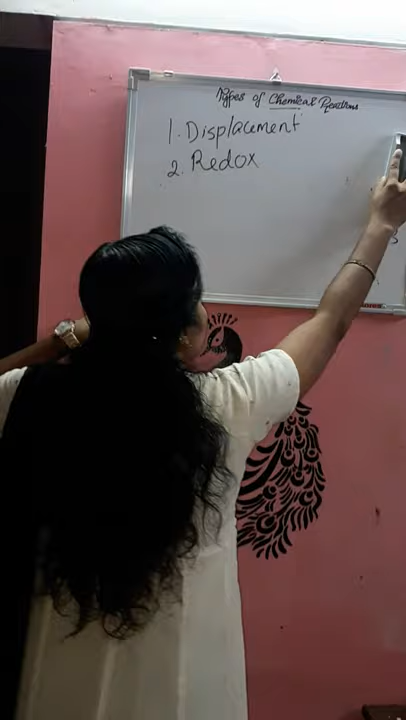 Types of Chemical Reactions
1. Displacement
2. Redox